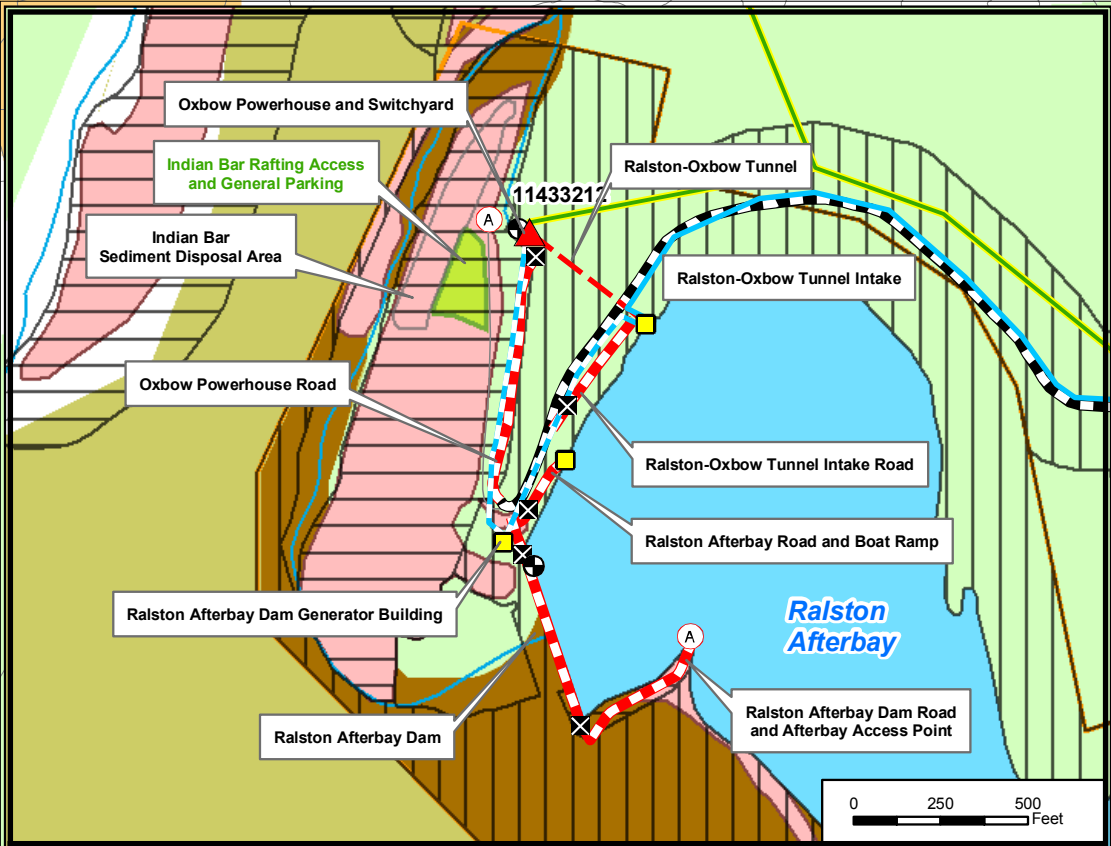 Oxbow Powerhouse and Switchyard
Indian Bar Rafting Access
and General Parking
Ralston-Oxbow Tunnel
11433212
A
Indian Bar
Sediment Disposal Area
Ralston-Oxbow Tunnel Intake
Oxbow Powerhouse Road
Ralston-Oxbow Tunnel Intake Road
Ralston Afterbay Road and Boat Ramp
Ralston Afterbay Dam Generator Building
Ralston
Afterbay
A
Ralston Afterbay Dam
Ralston Afterbay Dam Road
and Afterbay Access Point
0 250 500
Feet